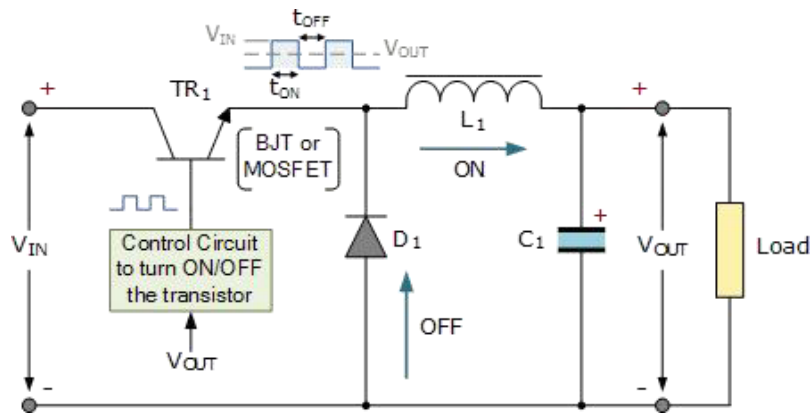 tOFF
VIN
VOUT
tON
+
TR1
+
+
L1
ON
BJT or
MOSFET
VIN
Control Circuit
to turn ON/OFF
the transistor
D1
C1
+
VOUT
Load
OFF
VOUT
-
-